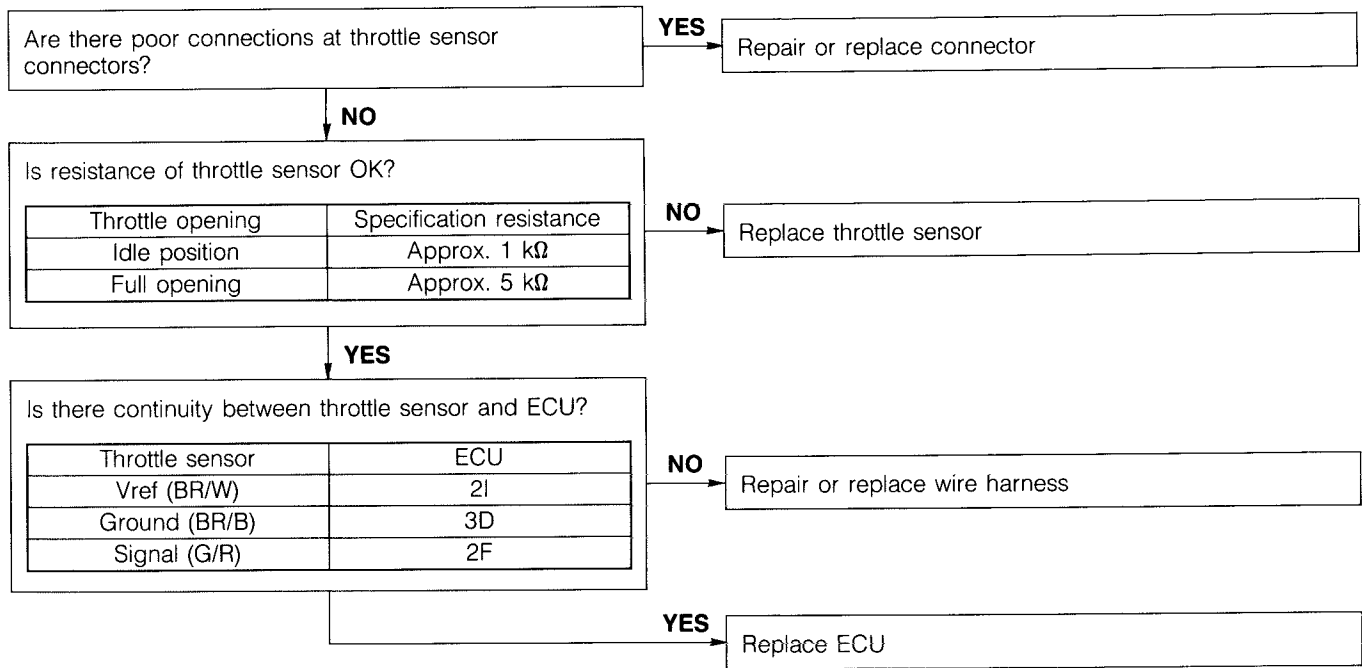 Are there poor connections at throttle sensor
connectors?
YES
Repair or replace connector
NO
Is resistance of throttle sensor OK?
Throttle opening Specification resistance
Idle position Approx. 1 kΩ
Full opening Approx. 5 kΩ
NO
Replace throttle sensor
YES
Is there continuity between throttle sensor and ECU?
Throttle sensor ECU
Vref (BR/W) 2I
Ground (BR/B) 3D
Signal (G/R) 2F
NO
Repair or replace wire harness
YES
Replace ECU